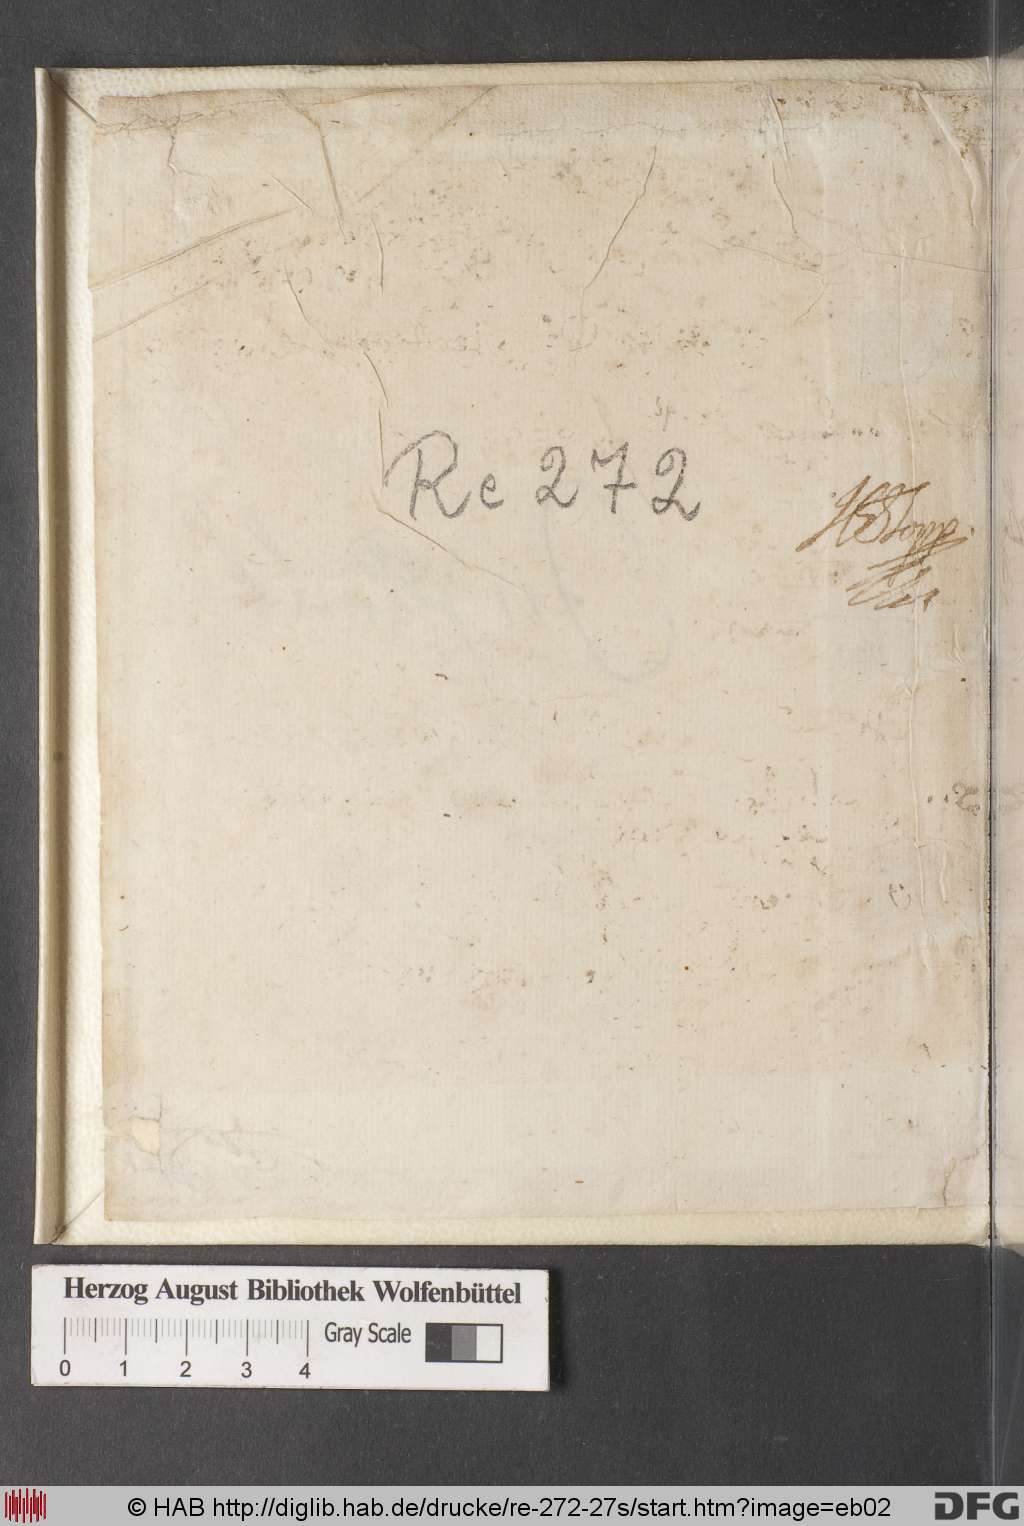 Re 272
Herzog August Bibliothek Wolfenbüttel
Gray Scale
0 1 2 3 4
© HAB http://diglib.hab.de/drucke/re-272-27s/start.htm?image=eb02
DFG